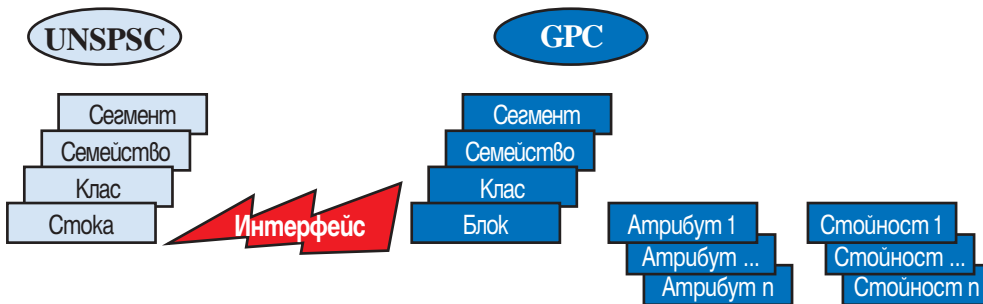 UNSPSC
GPC
Сегмент
Семейство
Клас
Стока
Интерфейс
Сегмент
Семейство
Клас
Блок
Атрибут 1
Атрибут ...
Атрибут n
Стойност 1
Стойност ...
Стойност n